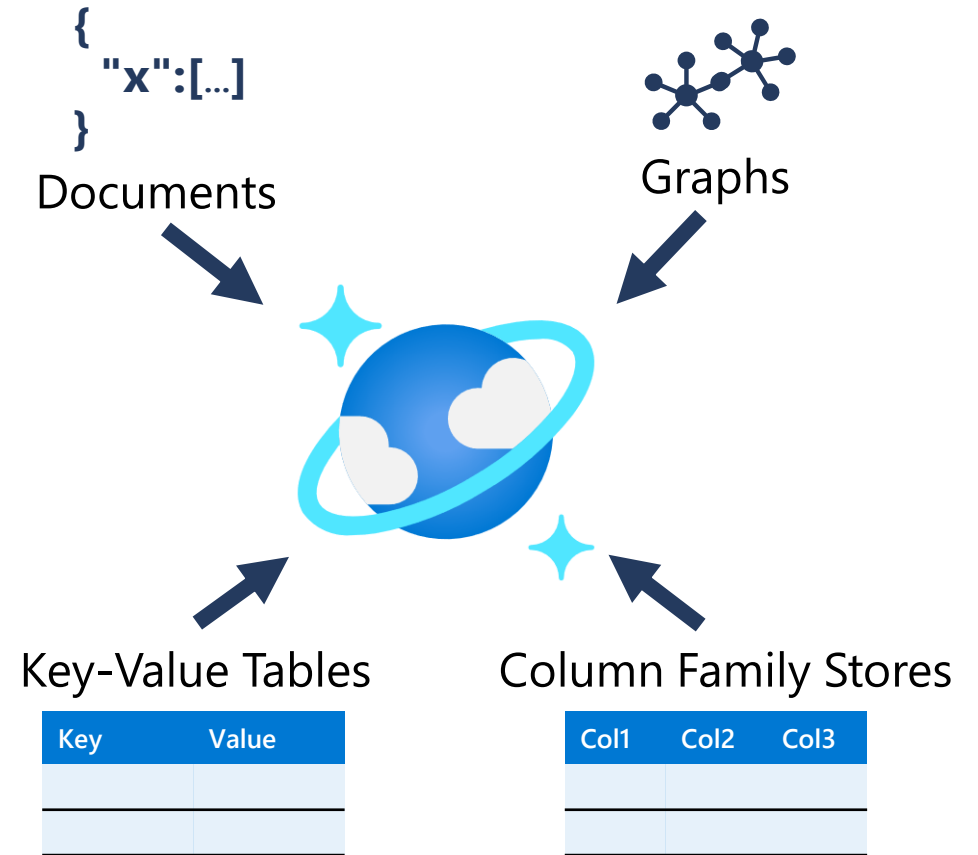 {
"x":[...]
}
Documents
Graphs
Key-Value Tables
Column Family Stores
Key Value
Col1 Col2 Col3